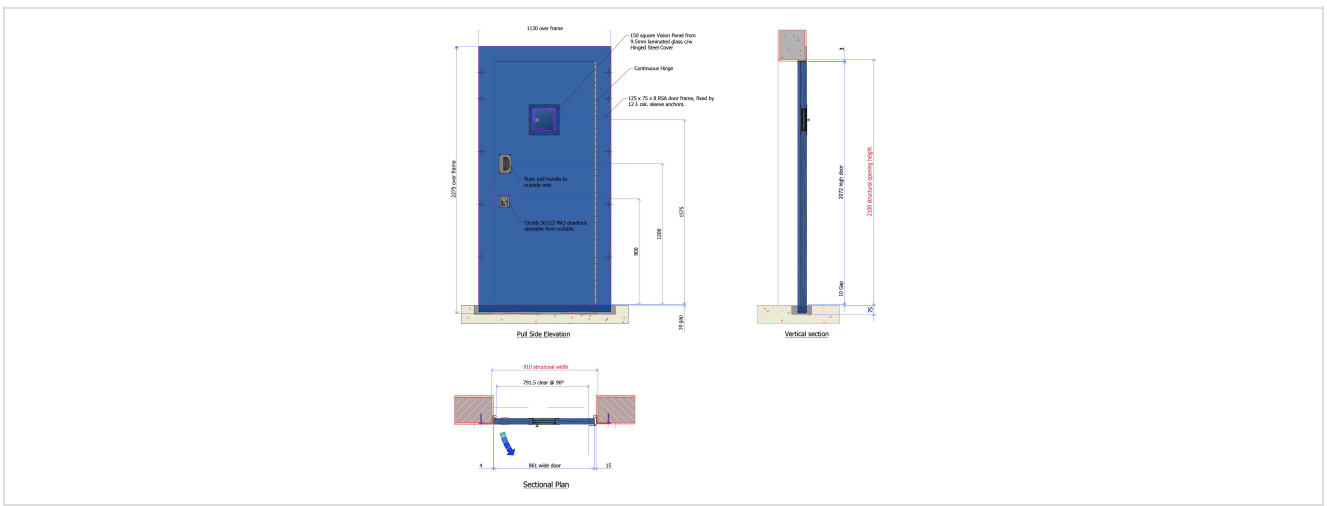 1130 over frame
150 square Vision Panel from
9.5mm laminated glass c/w
Hinged Steel Cover
Continuous Hinge
125 x 75 x 8 RSA door frame, fixed by
12 λ csk. sleeve anchors.
2275 over frame
flush pull handle to
outside only
Chubb 3G112 Mk3 deadlock
operable from outside.
900
1200
1575
10 gap
Pull Side Elevation
3
2072 high door
2100 structural opening height
10 Gap
75
Vertical section
910 structural width
791.5 clear @ 90°
4
861 wide door
15
Sectional Plan